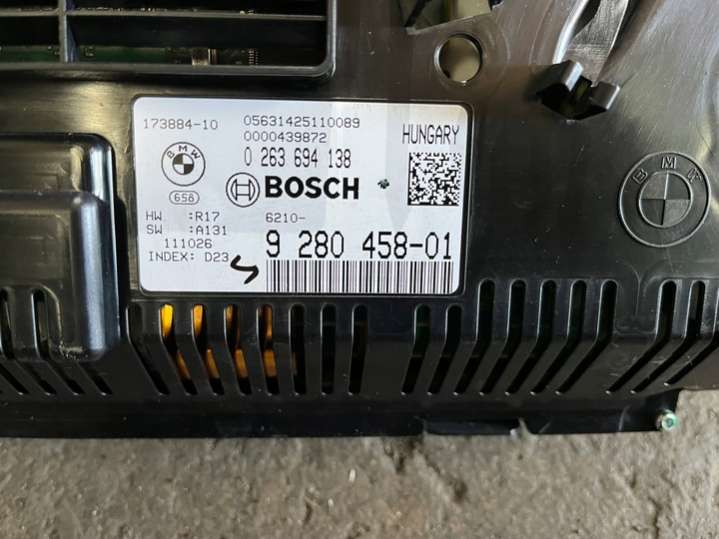 173884-10 05631425110089
0000439872 HUNGARY
0 263 694 138
BMW
658
BOSCH
HW :R17 6210-
SW :A131
111026 9 280 458-01
INDEX: D23
BMW